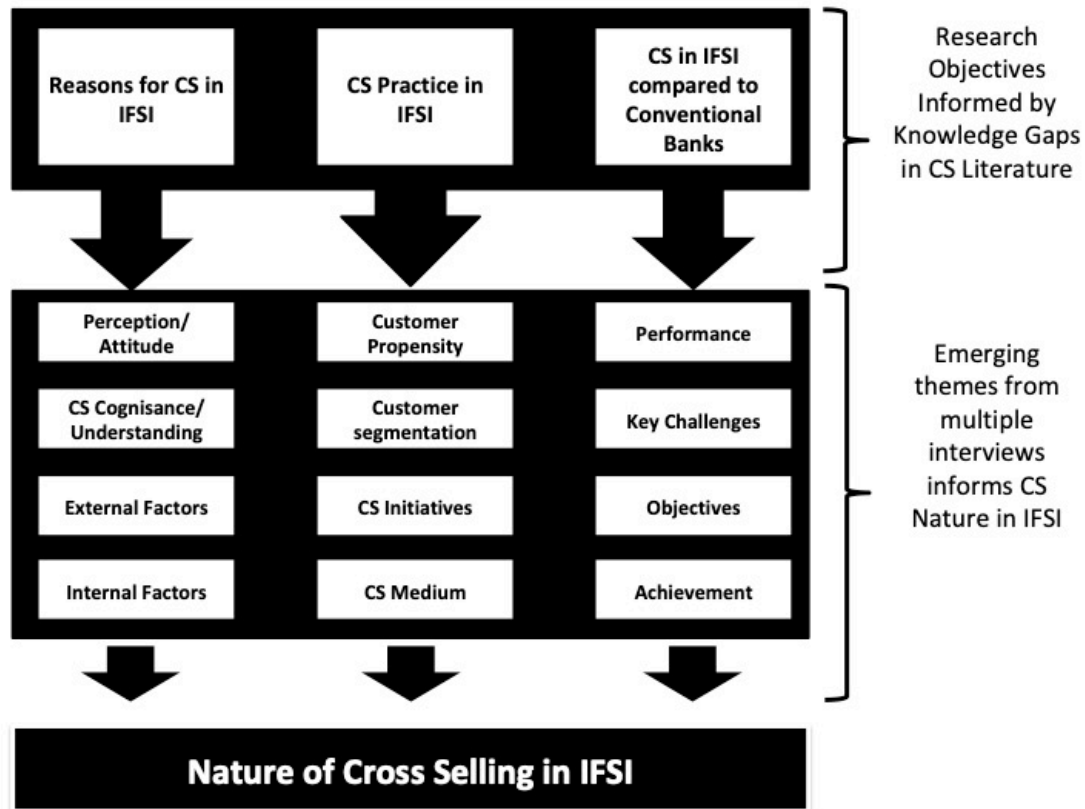 Reasons for CS in
IFSI
CS Practice in
IFSI
CS in IFSI
compared to
Conventional
Banks
Research
Objectives
Informed by
Knowledge Gaps
in CS Literature
Perception/
Attitude
Customer
Propensity
Performance
CS Cognisance/
Understanding
Customer
segmentation
Key Challenges
External Factors
CS Initiatives
Objectives
Internal Factors
CS Medium
Achievement
Emerging
themes from
multiple
interviews
informs CS
Nature in IFSI
Nature of Cross Selling in IFSI